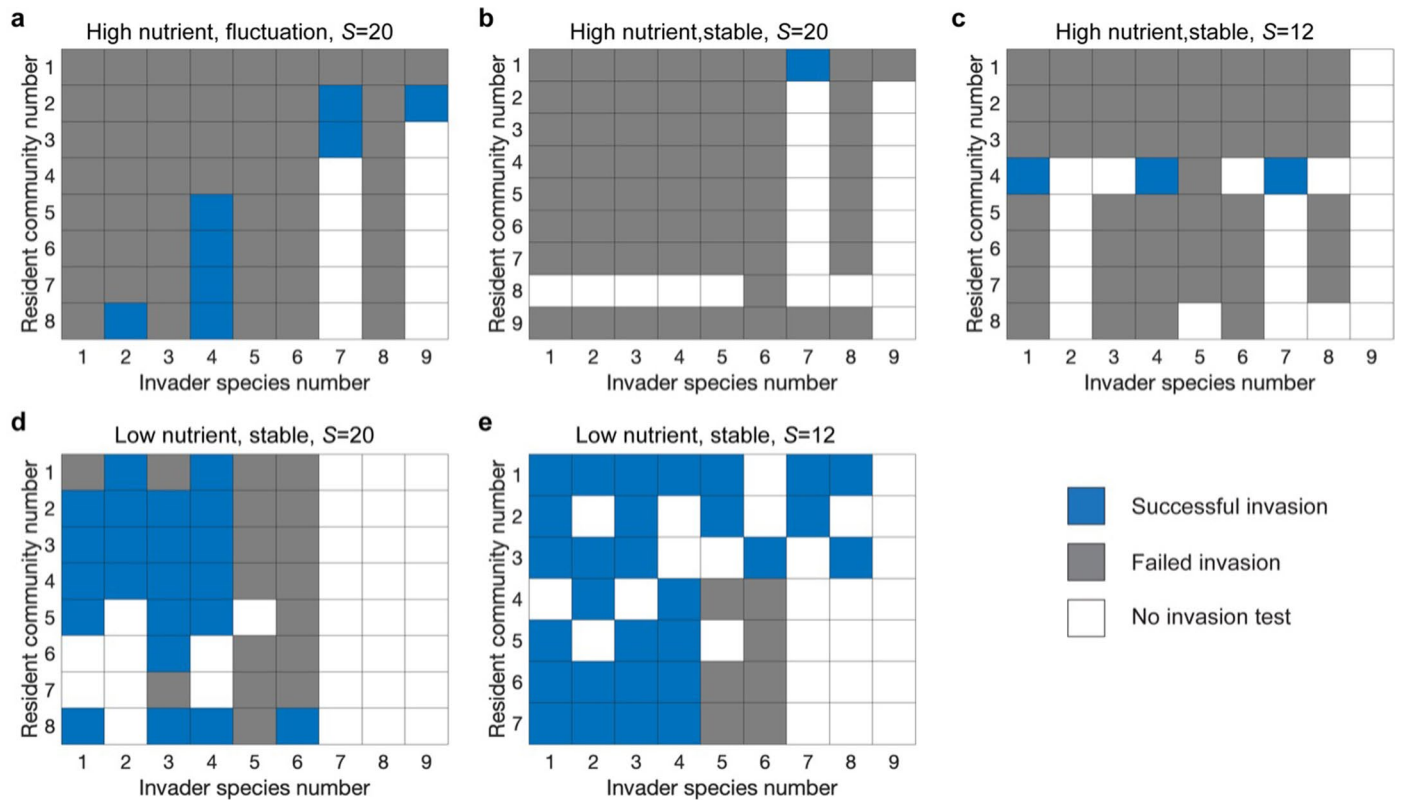 a
High nutrient, fluctuation, S=20
Resident community number
1
2
3
4
5
6
7
8
1 2 3 4 5 6 7 8 9
Invader species number
b
High nutrient,stable, S=20
Resident community number
1
2
3
4
5
6
7
8
9
1 2 3 4 5 6 7 8 9
Invader species number
c
High nutrient,stable, S=12
Resident community number
1
2
3
4
5
6
7
8
1 2 3 4 5 6 7 8 9
Invader species number
d
Low nutrient, stable, S=20
Resident community number
1
2
3
4
5
6
7
8
1 2 3 4 5 6 7 8 9
Invader species number
e
Low nutrient, stable, S=12
Resident community number
1
2
3
4
5
6
7
1 2 3 4 5 6 7 8 9
Invader species number
Successful invasion
Failed invasion
No invasion test